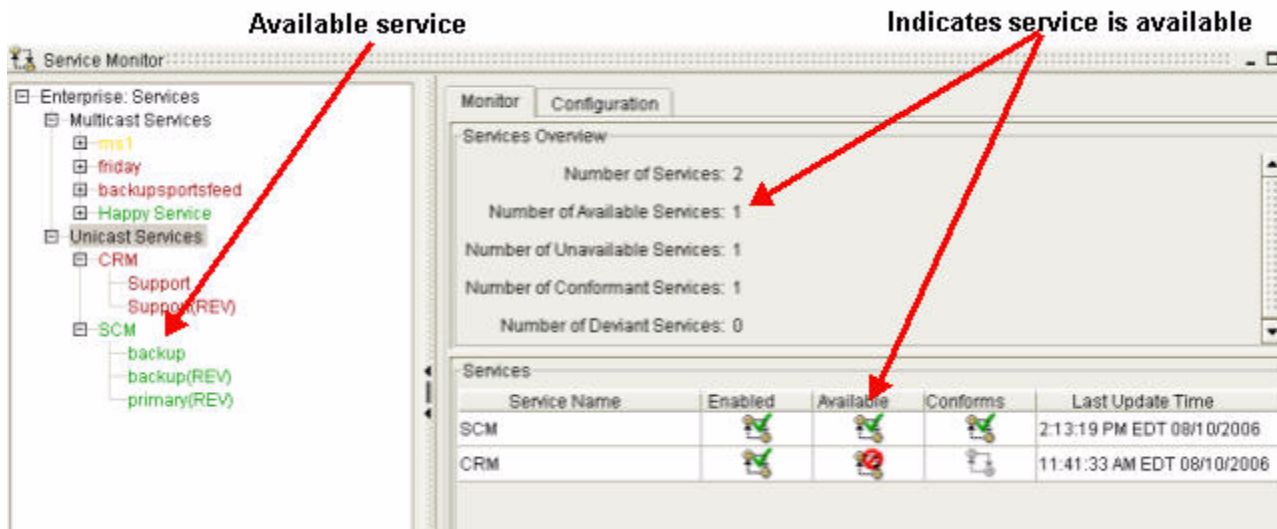 Available service
Indicates service is available
Service Monitor
Enterprise: Services
Multicast Services
ms1
friday
backupsportsfeed
Happy Service
Unicast Services
CRM
Support
Support(REV)
SCM
backup
backup(REV)
primary(REV)
Monitor Configuration
Services Overview
Number of Services: 2
Number of Available Services: 1
Number of Unavailable Services: 1
Number of Conformant Services: 1
Number of Deviant Services: 0
Services
Service Name Enabled Available Conforms Last Update Time
SCM 2:13:19 PM EDT 08/10/2006
CRM 11:41:33 AM EDT 08/10/2006